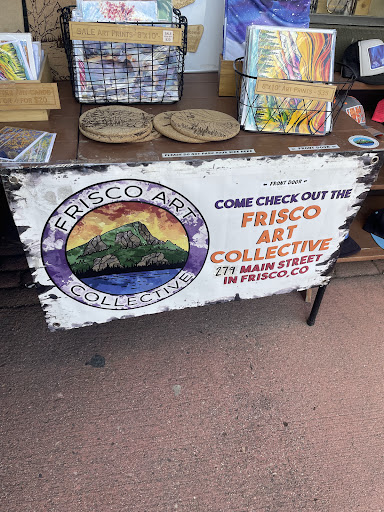 SALE ART PRINTS
FRONT DOOR
COME CHECK OUT THE
FRISCO
ART
COLLECTIVE
279 MAIN STREET
IN FRISCO, CO
FRISCO ART
COLLECTIVE